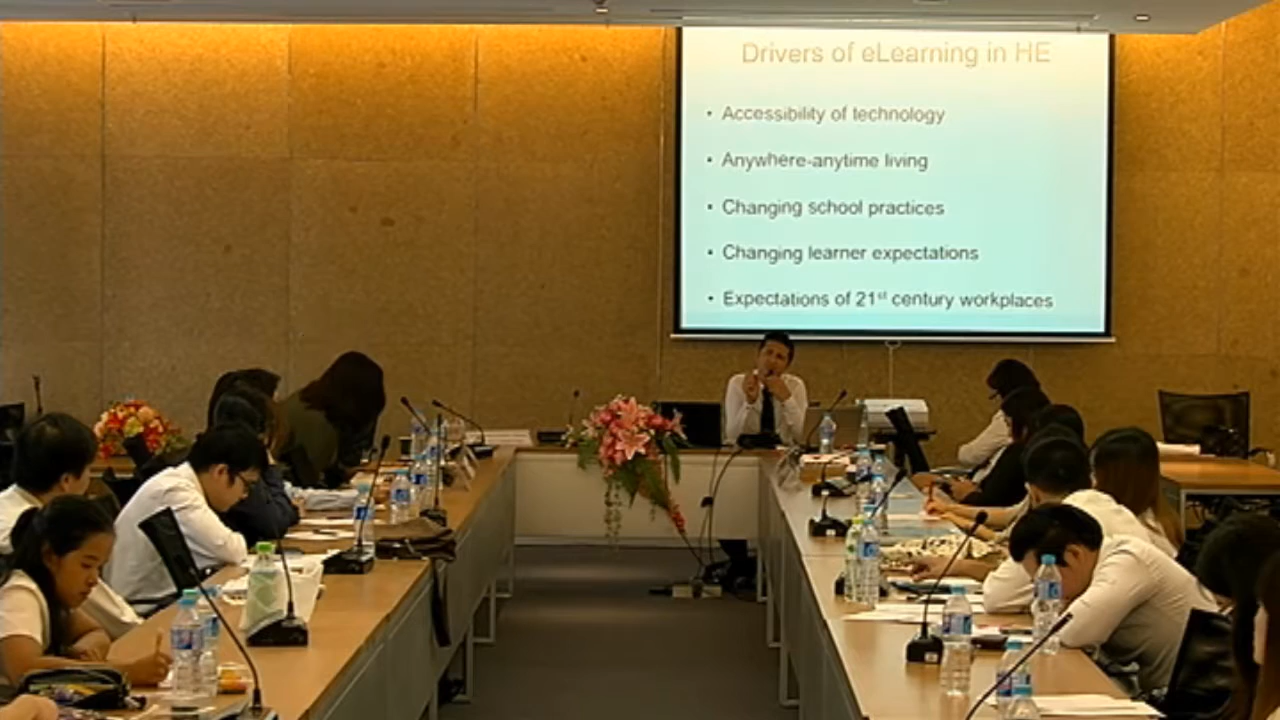 Drivers of eLearning in HE
• Accessibility of technology
• Anywhere-anytime living
• Changing school practices
• Changing learner expectations
• Expectations of 21st century workplaces